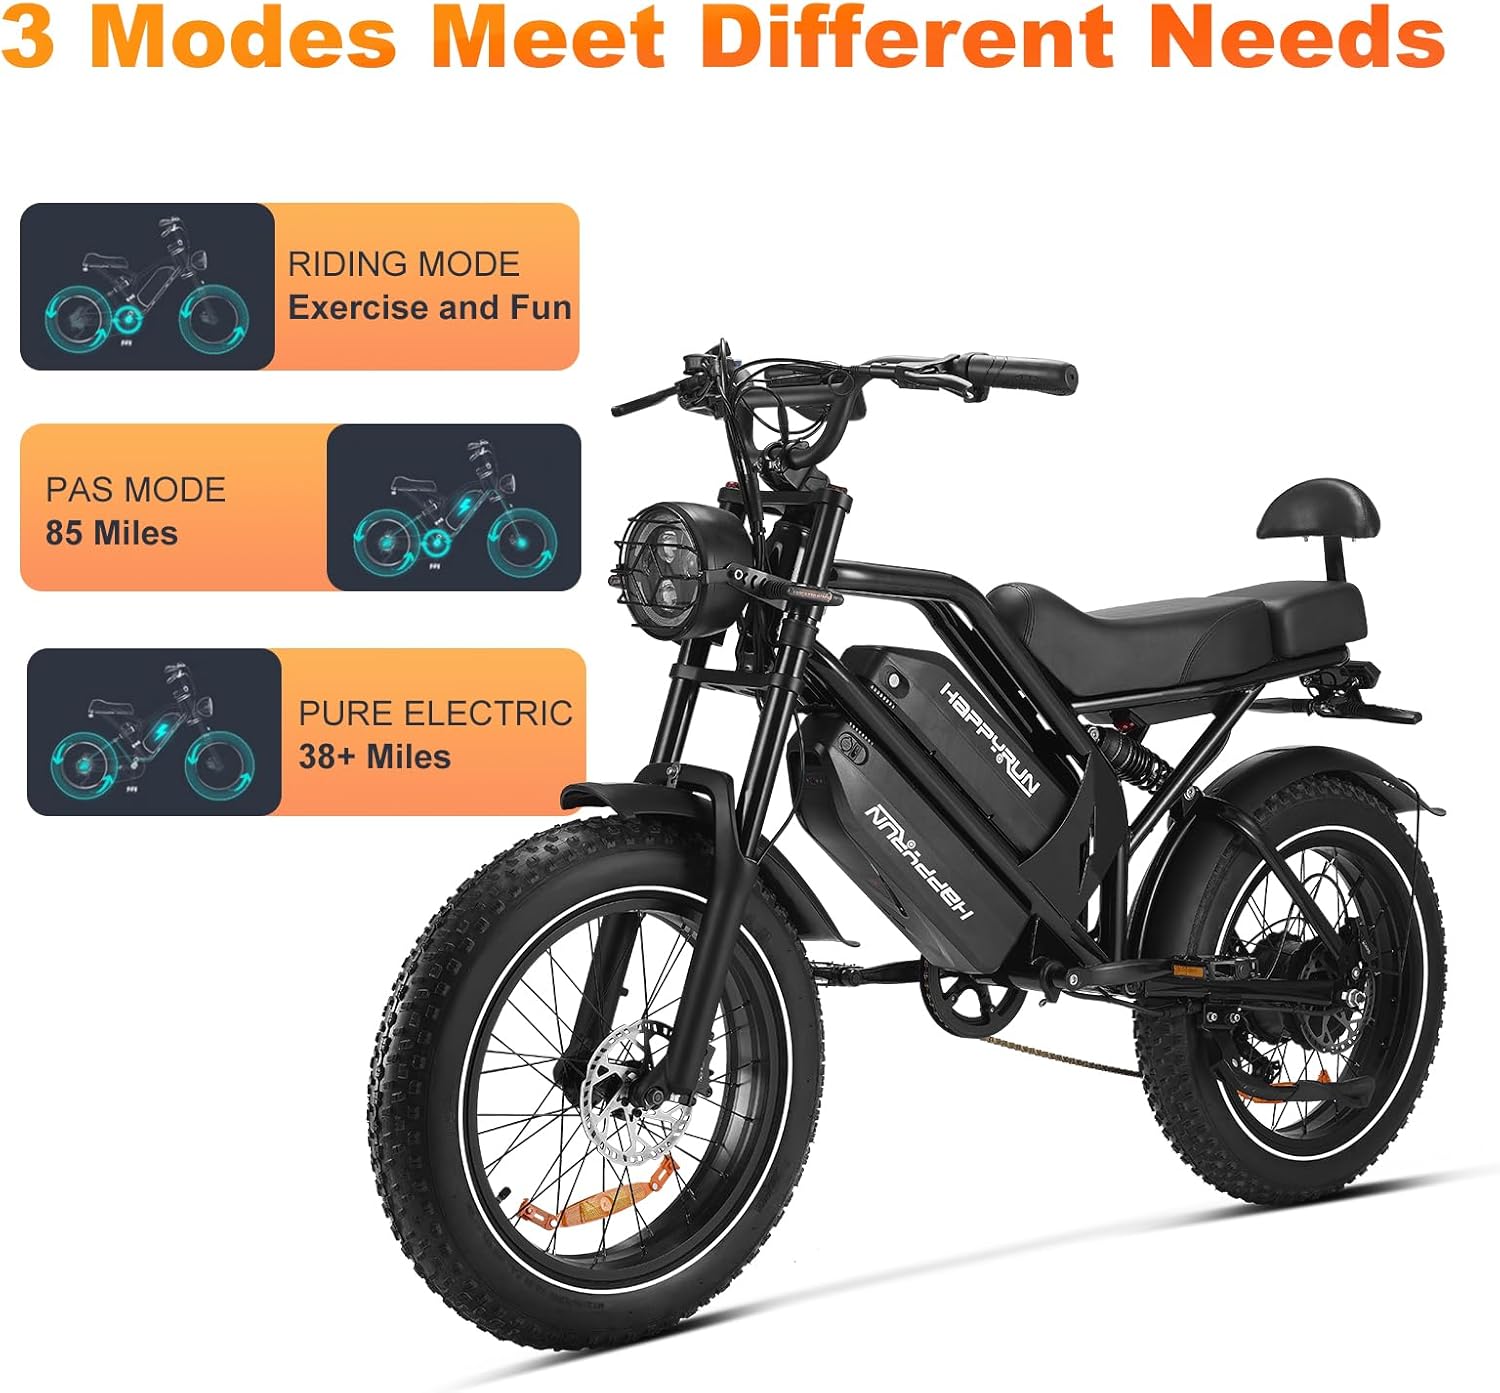 3 Modes Meet Different Needs
RIDING MODE
Exercise and Fun
PAS MODE
85 Miles
PURE ELECTRIC
38+ Miles
HAPPYRUN
HAPPYRUN